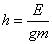 h = E/gm